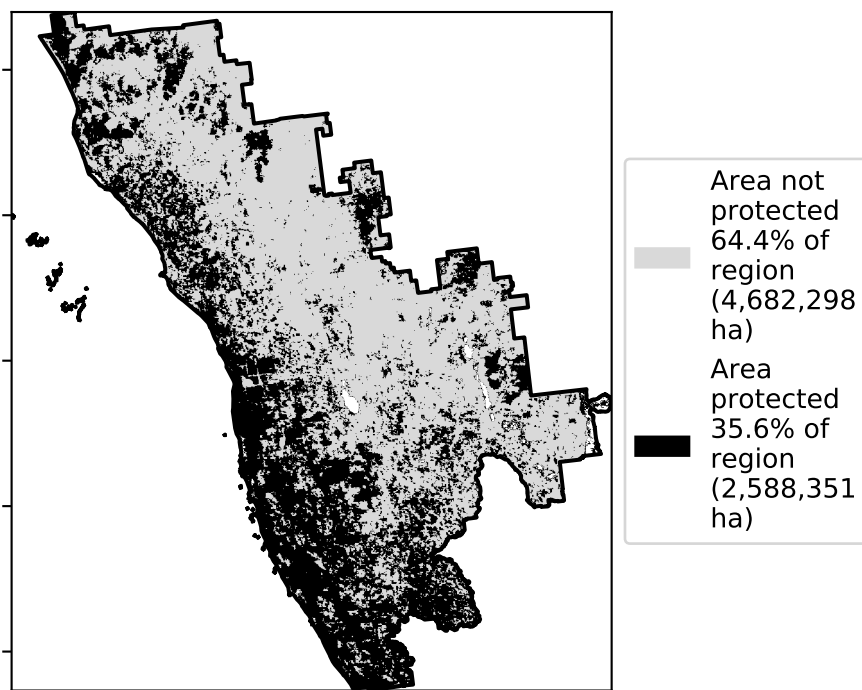 Area not
protected
64.4% of
region
(4,682,298
ha)
Area
protected
35.6% of
region
(2,588,351
ha)